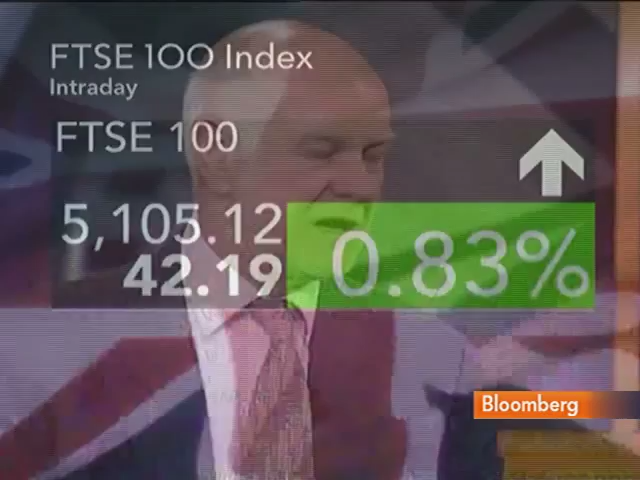 FTSE 100 Index
Intraday
FTSE 100
5,105.12
42.19
0.83%
Bloomberg